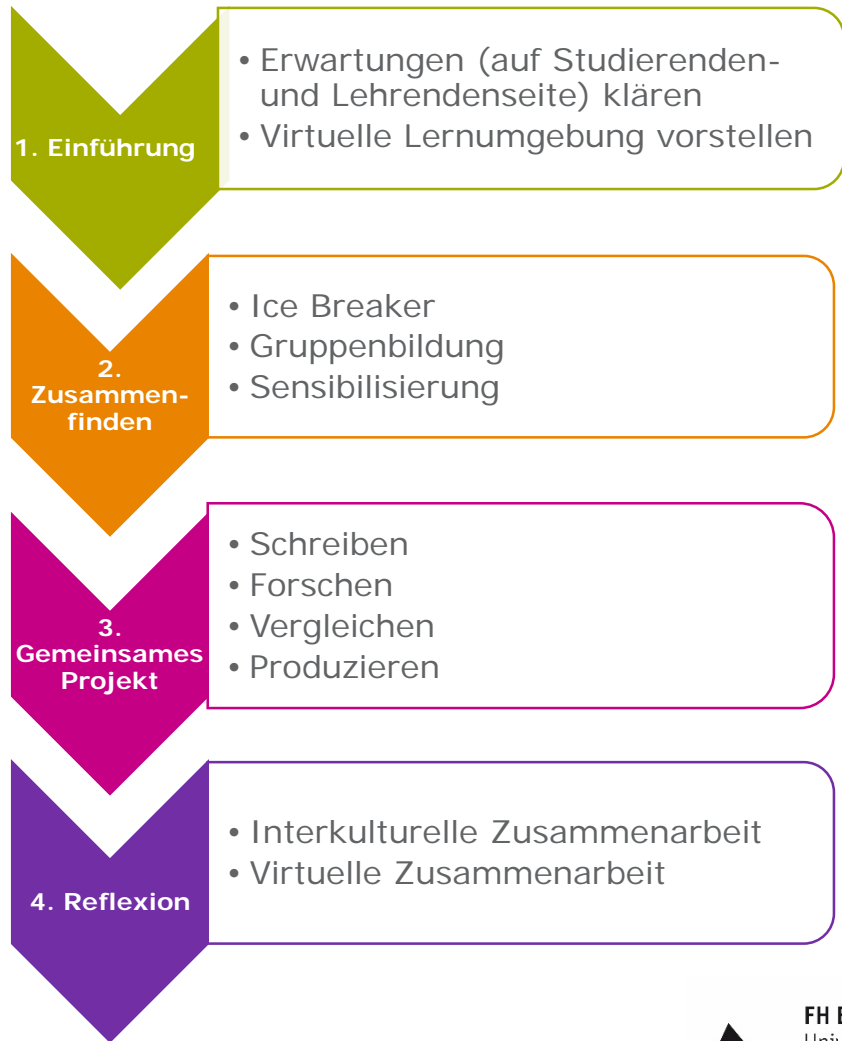 1. Einführung
• Erwartungen (auf Studierenden-
und Lehrendenseite) klären
• Virtuelle Lernumgebung vorstellen
2.
Zusammen-
finden
• Ice Breaker
• Gruppenbildung
• Sensibilisierung
3.
Gemeinsames
Projekt
• Schreiben
• Forschen
• Vergleichen
• Produzieren
4. Reflexion
• Interkulturelle Zusammenarbeit
• Virtuelle Zusammenarbeit
FH